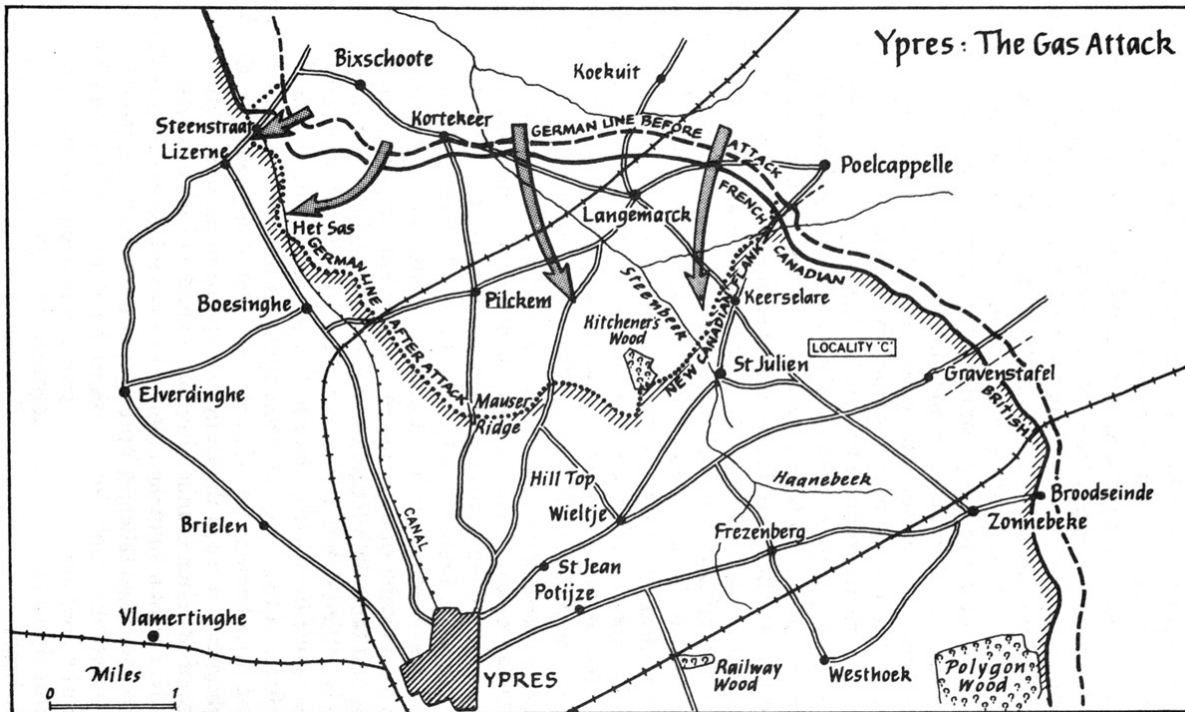 Ypres : The Gas Attack
Bixschoote
Koekuit
Steenstraat
Kortekeer
GERMAN LINE BEFORE ATTACK
Lizerne
Poelcappelle
Langemarck
FRENCH
CANADIAN
Het Sas
GERMAN LINE AFTER ATTACK
Steenbeek
NEW CANADIAN FLANK
Boesinghe
Pilckem
Keerselare
Kitchener's
Wood
LOCALITY 'C'
St Julien
Gravenstafel
Elverdinghe
Mauser
Ridge
BRITISH
Hill Top
Haanebeek
Broodseinde
Wieltje
Zonnebeke
Brielen
CANAL
Frezenberg
St Jean
Potijze
Vlamertinghe
Miles
0 1
YPRES
Railway
Wood
Westhoek
Polygon
Wood